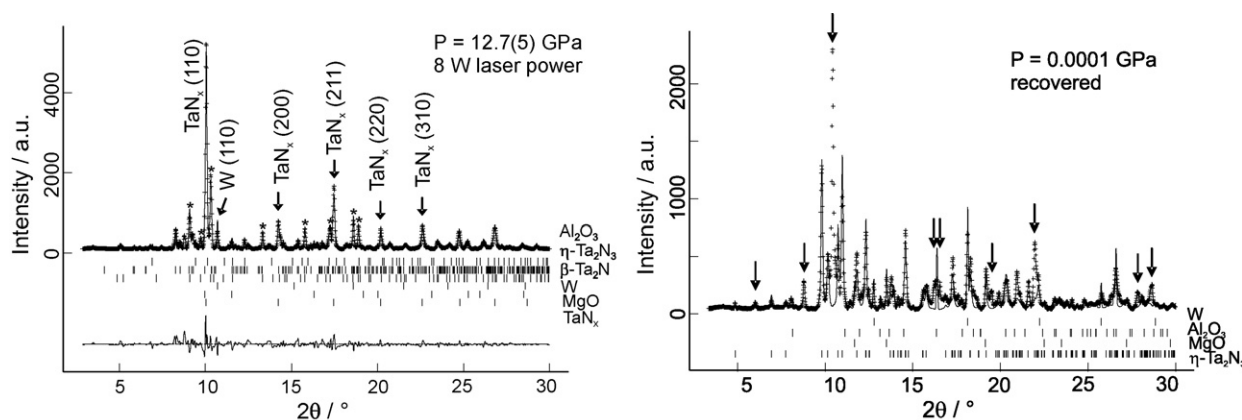 P = 12.7(5) GPa
8 W laser power
TaNₓ (110)
W (110)
TaNₓ (200)
TaNₓ (211)
TaNₓ (220)
TaNₓ (310)
Intensity / a.u.
4000
2000
0
Al₂O₃
η-Ta₂N₃
β-Ta₂N
W
MgO
TaNₓ
5 10 15 20 25 30
2θ / °
P = 0.0001 GPa
recovered
Intensity / a.u.
2000
1000
0
W
Al₂O₃
MgO
η-Ta₂N₃
5 10 15 20 25 30
2θ / °